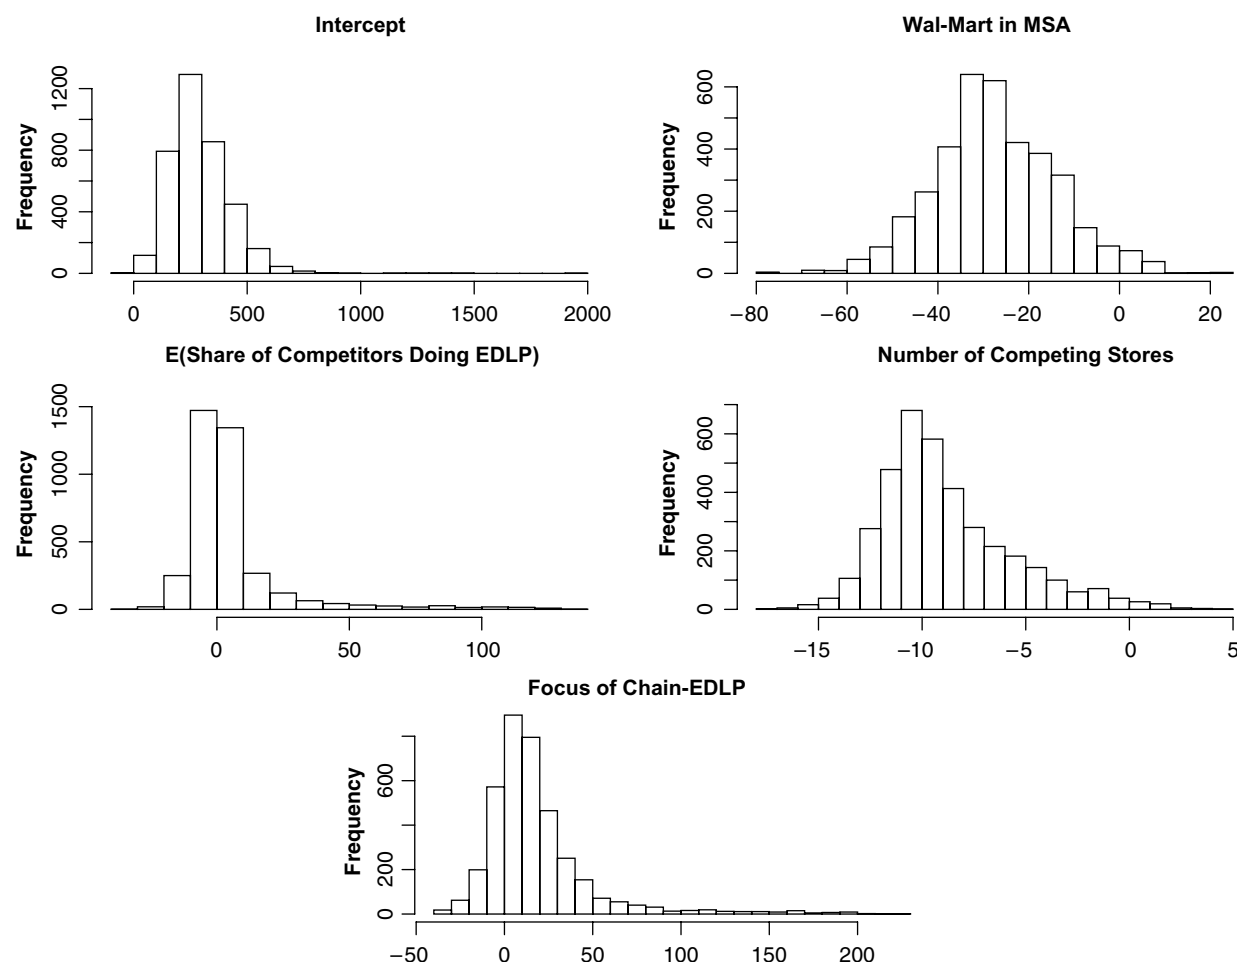 Intercept
Frequency
0 400 800 1200
0 500 1000 1500 2000
Wal-Mart in MSA
Frequency
0 200 400 600
−80 −60 −40 −20 0 20
E(Share of Competitors Doing EDLP)
Frequency
0 500 1000 1500
0 50 100
Number of Competing Stores
Frequency
0 200 400 600
−15 −10 −5 0 5
Focus of Chain-EDLP
Frequency
0 200 600
−50 0 50 100 150 200